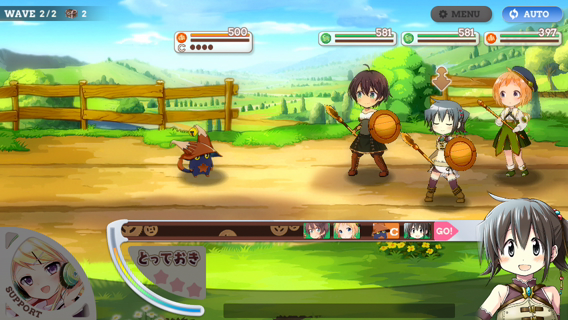 WAVE 2/2 2
MENU
AUTO
500
581
581
397
C
C
GO!
とっておき
SUPPORT